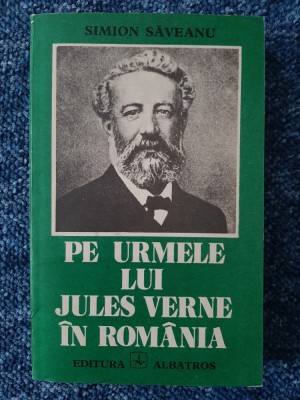 SIMION SĂVEANU
PE URMELE
LUI
JULES VERNE
ÎN ROMÂNIA
EDITURA ALBATROS